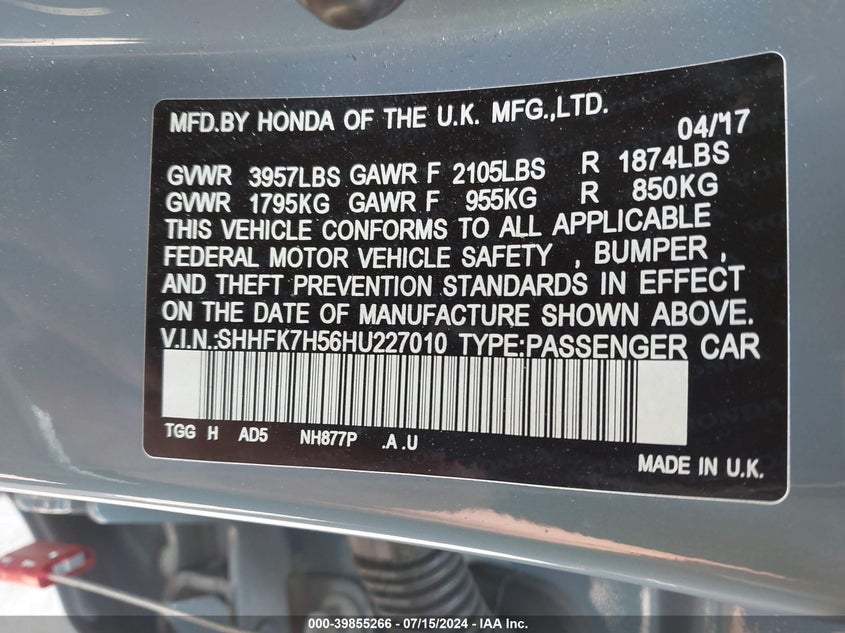 MFD.BY HONDA OF THE U.K. MFG.,LTD.
04/17
GVWR 3957LBS GAWR F 2105LBS R 1874LBS
GVWR 1795KG GAWR F 955KG R 850KG
THIS VEHICLE CONFORMS TO ALL APPLICABLE
FEDERAL MOTOR VEHICLE SAFETY , BUMPER ,
AND THEFT PREVENTION STANDARDS IN EFFECT
ON THE DATE OF MANUFACTURE SHOWN ABOVE.
V.I.N.:SHHFK7H56HU227010 TYPE:PASSENGER CAR
TGG H AD5 NH877P .A .U
MADE IN U.K.
000-39855266 - 07/15/2024 - IAA Inc.